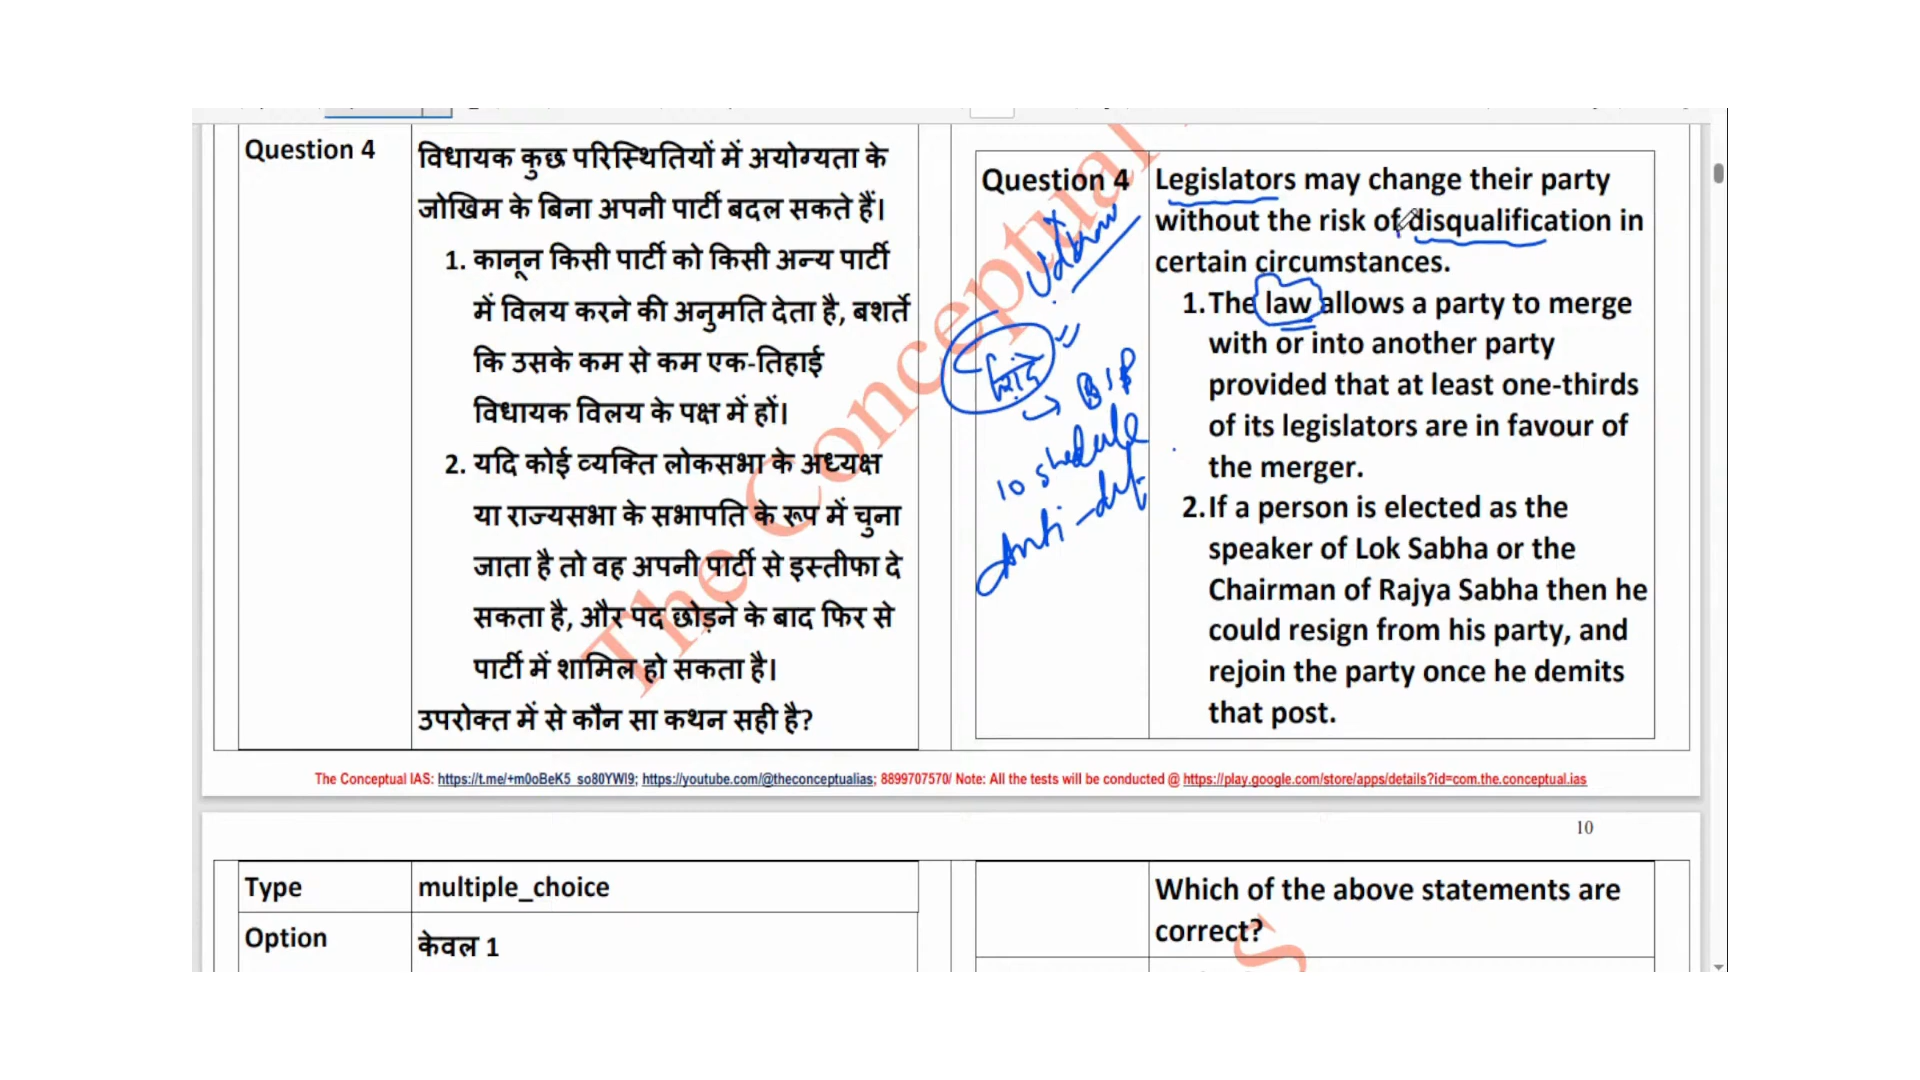 Question 4
विधायक कुछ परिस्थितियों में अयोग्यता के
जोखिम के बिना अपनी पार्टी बदल सकते हैं।
1. कानून किसी पार्टी को किसी अन्य पार्टी
में विलय करने की अनुमति देता है, बशर्ते
कि उसके कम से कम एक-तिहाई
विधायक विलय के पक्ष में हों।
2. यदि कोई व्यक्ति लोकसभा के अध्यक्ष
या राज्यसभा के सभापति के रूप में चुना
जाता है तो वह अपनी पार्टी से इस्तीफा दे
सकता है, और पद छोड़ने के बाद फिर से
पार्टी में शामिल हो सकता है।
उपरोक्त में से कौन सा कथन सही है?
Question 4
Legislators may change their party
without the risk of disqualification in
certain circumstances.
1.The law allows a party to merge
with or into another party
provided that at least one-thirds
of its legislators are in favour of
the merger.
2.If a person is elected as the
speaker of Lok Sabha or the
Chairman of Rajya Sabha then he
could resign from his party, and
rejoin the party once he demits
that post.
10 shedule
Anti-def
The Conceptual
The Conceptual IAS: https://t.me/+m0oBeK5_so80YWI9; https://youtube.com/@theconceptualias; 8899707570/ Note: All the tests will be conducted @ https://play.google.com/store/apps/details?id=com.the.conceptual.ias
10
Type
multiple_choice
Option
केवल 1
Which of the above statements are
correct?
S